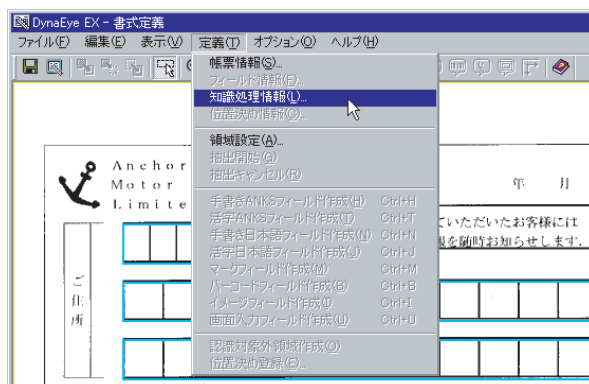 DynaEye EX - 書式定義
ファイル(F) 編集(E) 表示(V) 定義(T) オプション(O) ヘルプ(H)
帳票情報(S)...
フィールド情報(F)...
知識処理情報(L)...
位置決め情報(C)...
領域設定(A)...
抽出開始(G)
抽出キャンセル(R)
手書きANKSフィールド作成(H) Ctrl+H
活字ANKSフィールド作成(T) Ctrl+T
手書き日本語フィールド作成(N) Ctrl+N
活字日本語フィールド作成(J) Ctrl+J
マークフィールド作成(M) Ctrl+M
バーコードフィールド作成(B) Ctrl+B
イメージフィールド作成(I) Ctrl+I
画面入力フィールド作成(U) Ctrl+U
認識対象外領域作成(O)
位置決め登録(E)...
Anchor
Motor
Limite
年 月
ていただいたお客様には
報を随時お知らせします.
ご住所